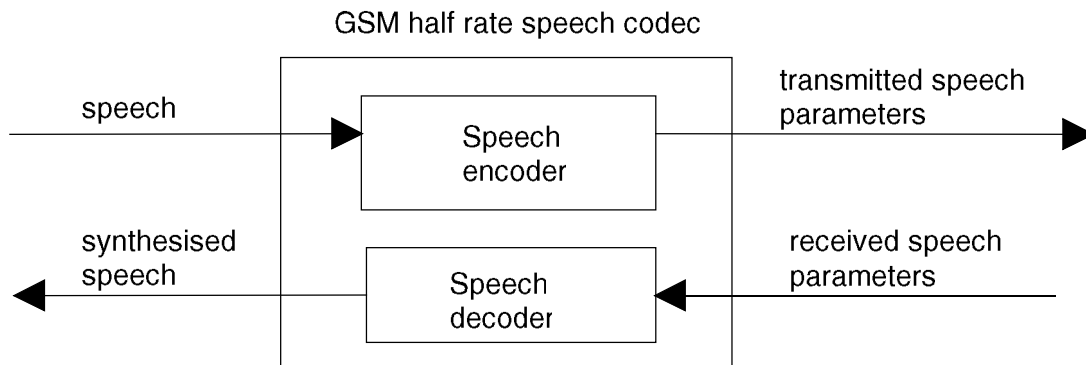 GSM half rate speech codec
speech
transmitted speech
parameters
Speech
encoder
synthesised
speech
received speech
parameters
Speech
decoder